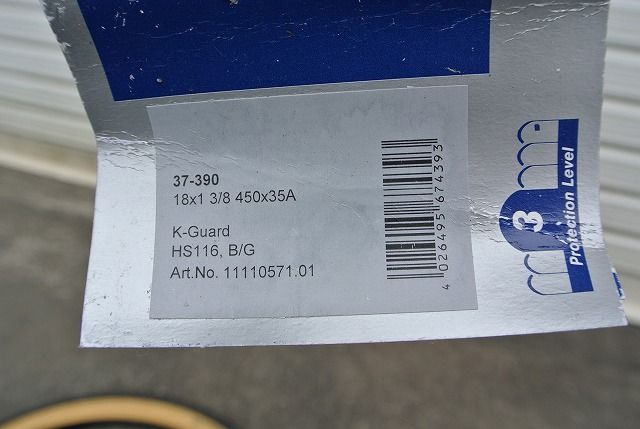 37-390
18x1 3/8 450x35A
K-Guard
HS116, B/G
Art.No. 11110571.01
4 026495 674393
3
Protection Level